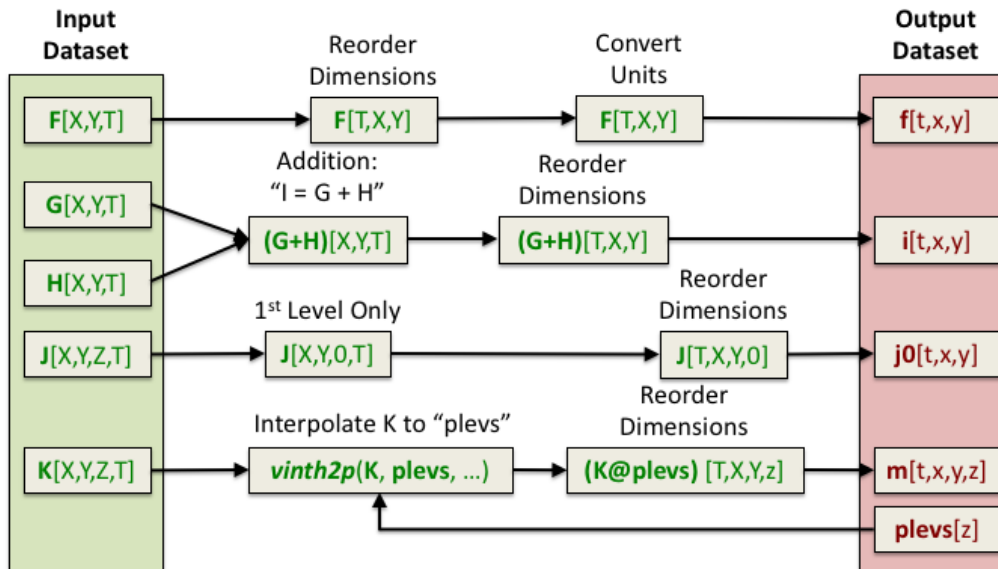 Input
Dataset
Output
Dataset
Reorder
Dimensions
Convert
Units
F[X,Y,T]
F[T,X,Y]
F[T,X,Y]
f[t,x,y]
Addition:
"I = G + H"
Reorder
Dimensions
G[X,Y,T]
H[X,Y,T]
(G+H)[X,Y,T]
(G+H)[T,X,Y]
i[t,x,y]
1st Level Only
Reorder
Dimensions
J[X,Y,Z,T]
J[X,Y,0,T]
J[T,X,Y,0]
j0[t,x,y]
Interpolate K to "plevs"
Reorder
Dimensions
K[X,Y,Z,T]
vinth2p(K, plevs, ...)
(K@plevs) [T,X,Y,z]
m[t,x,y,z]
plevs[z]